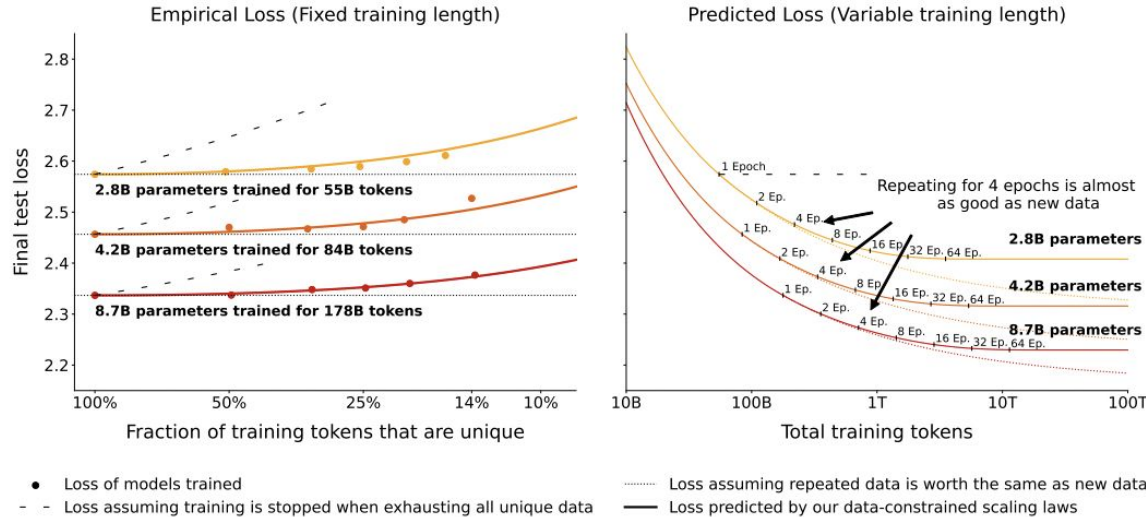 Empirical Loss (Fixed training length)
Final test loss
2.8
2.7
2.6
2.5
2.4
2.3
2.2
2.8B parameters trained for 55B tokens
4.2B parameters trained for 84B tokens
8.7B parameters trained for 178B tokens
100%
50%
25%
14%
10%
Fraction of training tokens that are unique
Predicted Loss (Variable training length)
1 Epoch
2 Ep.
4 Ep.
8 Ep.
16 Ep.
32 Ep.
64 Ep.
Repeating for 4 epochs is almost
as good as new data
2.8B parameters
1 Ep.
2 Ep.
4 Ep.
8 Ep.
16 Ep.
32 Ep.
64 Ep.
4.2B parameters
1 Ep.
2 Ep.
4 Ep.
8 Ep.
16 Ep.
32 Ep.
64 Ep.
8.7B parameters
10B
100B
1T
10T
100T
Total training tokens
Loss of models trained
Loss assuming training is stopped when exhausting all unique data
Loss assuming repeated data is worth the same as new data
Loss predicted by our data-constrained scaling laws